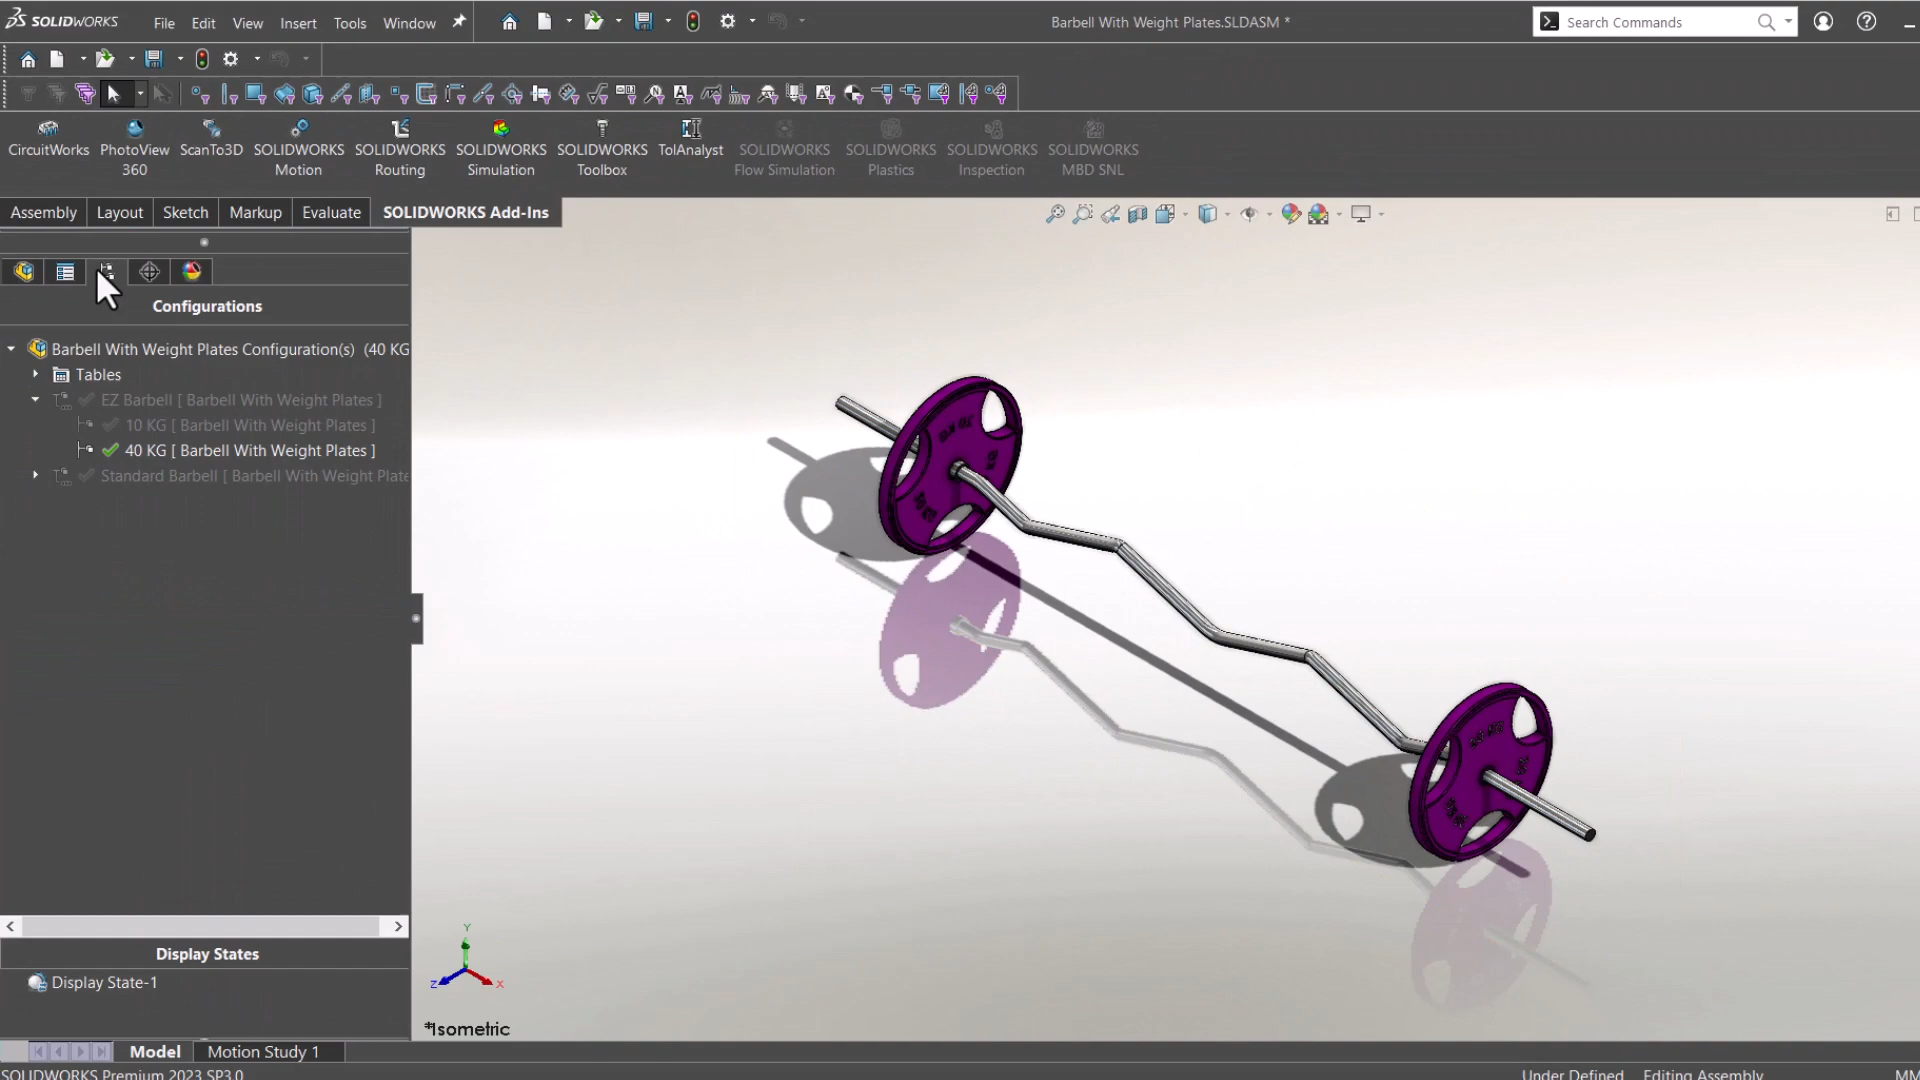 SOLIDWORKS File Edit View Insert Tools Window Barbell With Weight Plates.SLDASM * Search Commands
CircuitWorks PhotoView 360 ScanTo3D SOLIDWORKS Motion SOLIDWORKS Routing SOLIDWORKS Simulation SOLIDWORKS Toolbox TolAnalyst SOLIDWORKS Flow Simulation SOLIDWORKS Plastics SOLIDWORKS Inspection SOLIDWORKS MBD SNL
Assembly Layout Sketch Markup Evaluate SOLIDWORKS Add-Ins
Configurations
Barbell With Weight Plates Configuration(s) (40 KG
Tables
EZ Barbell [ Barbell With Weight Plates ]
10 KG [ Barbell With Weight Plates ]
40 KG [ Barbell With Weight Plates ]
Standard Barbell [ Barbell With Weight Plate
Display States
Display State-1
Y
Z X
*Isometric
Model Motion Study 1
SOLIDWORKS Premium 2023 SP3.0 Under Defined Editing Assembly MM